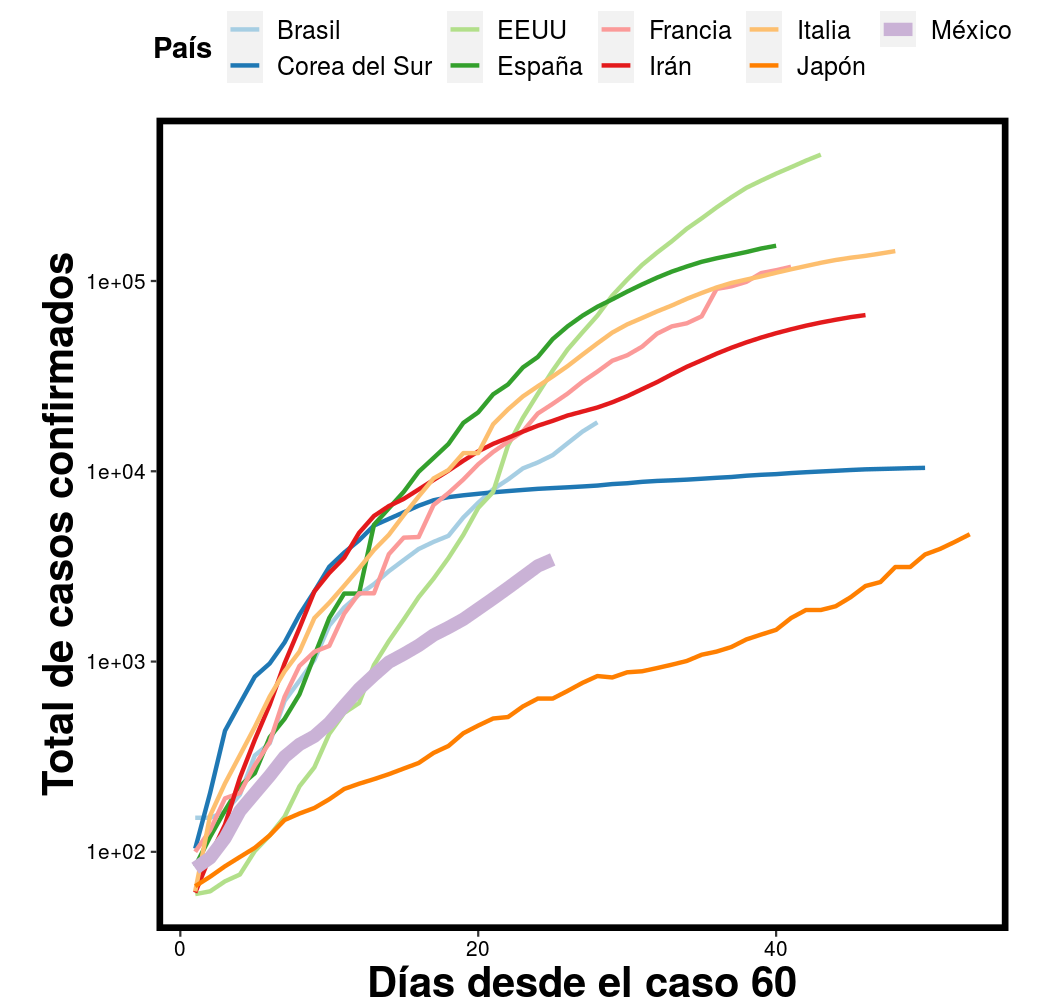 País
Brasil EEUU Francia Italia México
Corea del Sur España Irán Japón
Total de casos confirmados
1e+05
1e+04
1e+03
1e+02
0 20 40
Días desde el caso 60